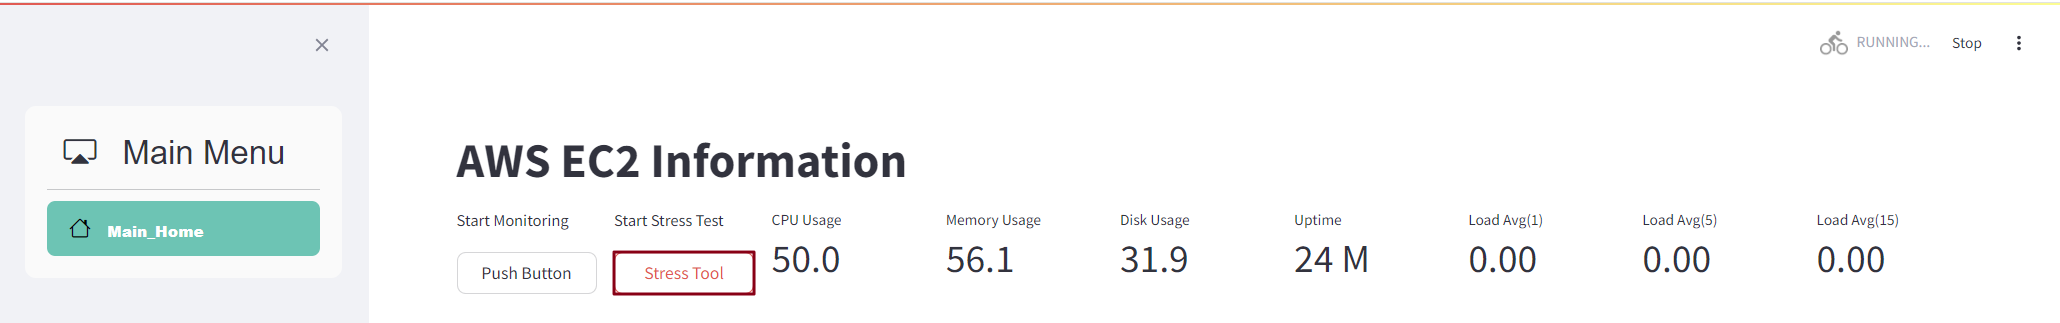 RUNNING... Stop
Main Menu
Main_Home
AWS EC2 Information
Start Monitoring Start Stress Test CPU Usage Memory Usage Disk Usage Uptime Load Avg(1) Load Avg(5) Load Avg(15)
Push Button Stress Tool 50.0 56.1 31.9 24 M 0.00 0.00 0.00